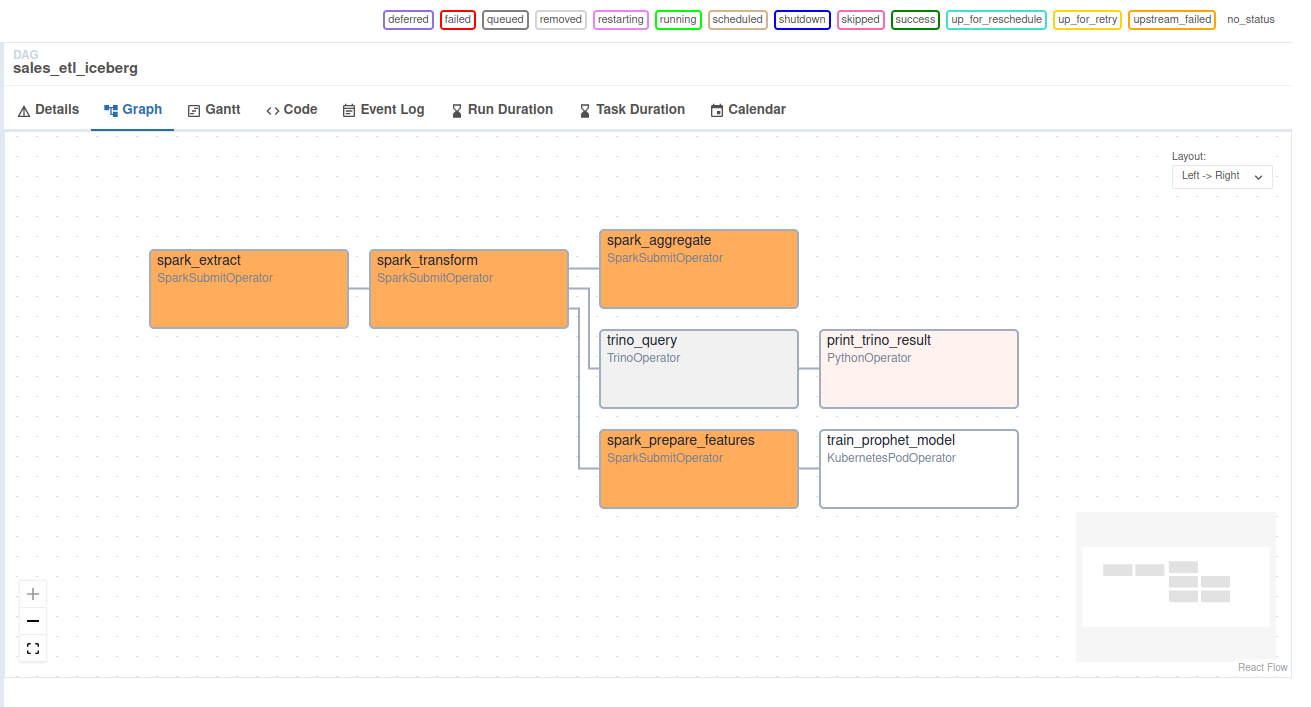 deferred failed queued removed restarting running scheduled shutdown skipped success up_for_reschedule up_for_retry upstream_failed no_status
DAG
sales_etl_iceberg
Details Graph Gantt Code Event Log Run Duration Task Duration Calendar
Layout:
Left -> Right
spark_extract
SparkSubmitOperator
spark_transform
SparkSubmitOperator
spark_aggregate
SparkSubmitOperator
trino_query
TrinoOperator
print_trino_result
PythonOperator
spark_prepare_features
SparkSubmitOperator
train_prophet_model
KubernetesPodOperator
React Flow